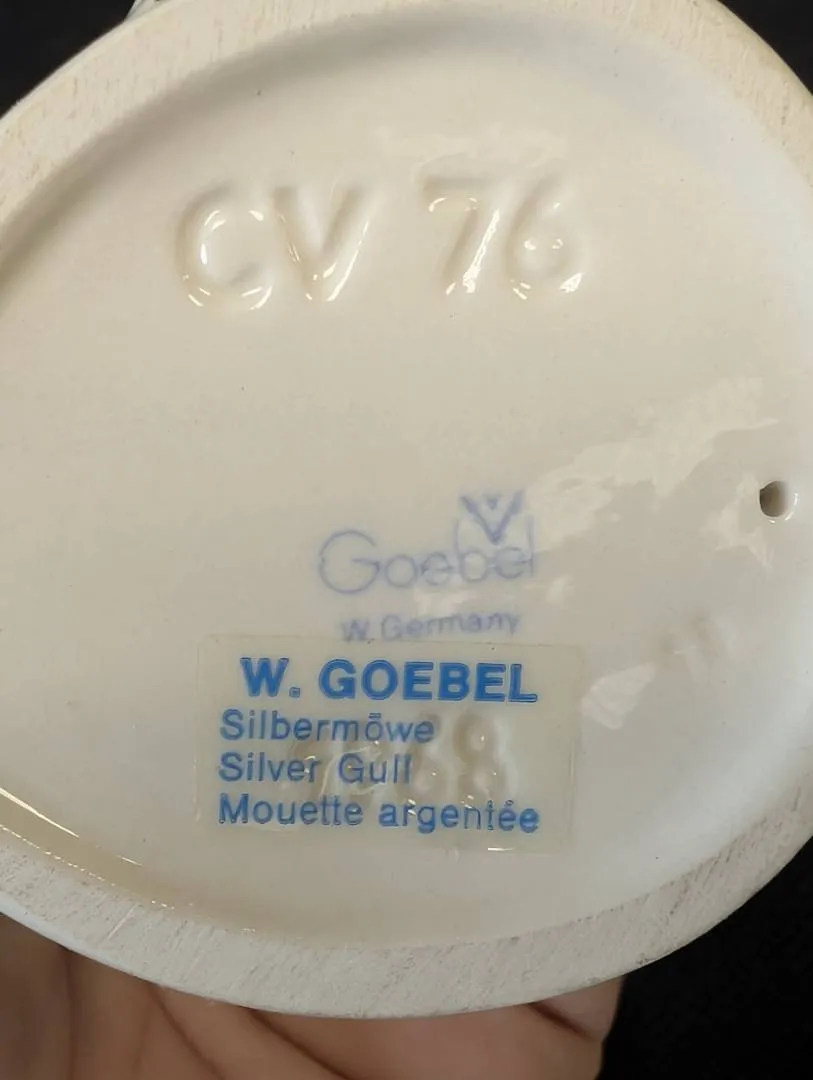 CV 76
Goebel
W. Germany
W. GOEBEL
Silbermöwe
Silver Gull
Mouette argentée